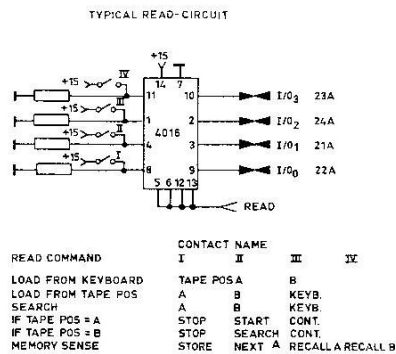 TYPICAL READ-CIRCUIT
+15
+15 IV
14 7
11 10 I/O3 23A
+15 III
1 2 I/O2 24A
4016
+15 II
4 3 I/O1 21A
+15 I
8 9 I/O0 22A
5 6 12 13
READ
CONTACT NAME
READ COMMAND I II III IV
LOAD FROM KEYBOARD TAPE POS A B
LOAD FROM TAPE POS A B KEYB.
SEARCH A B KEYB.
IF TAPE POS = A STOP START CONT.
IF TAPE POS = B STOP SEARCH CONT.
MEMORY SENSE STORE NEXT A RECALL A RECALL B